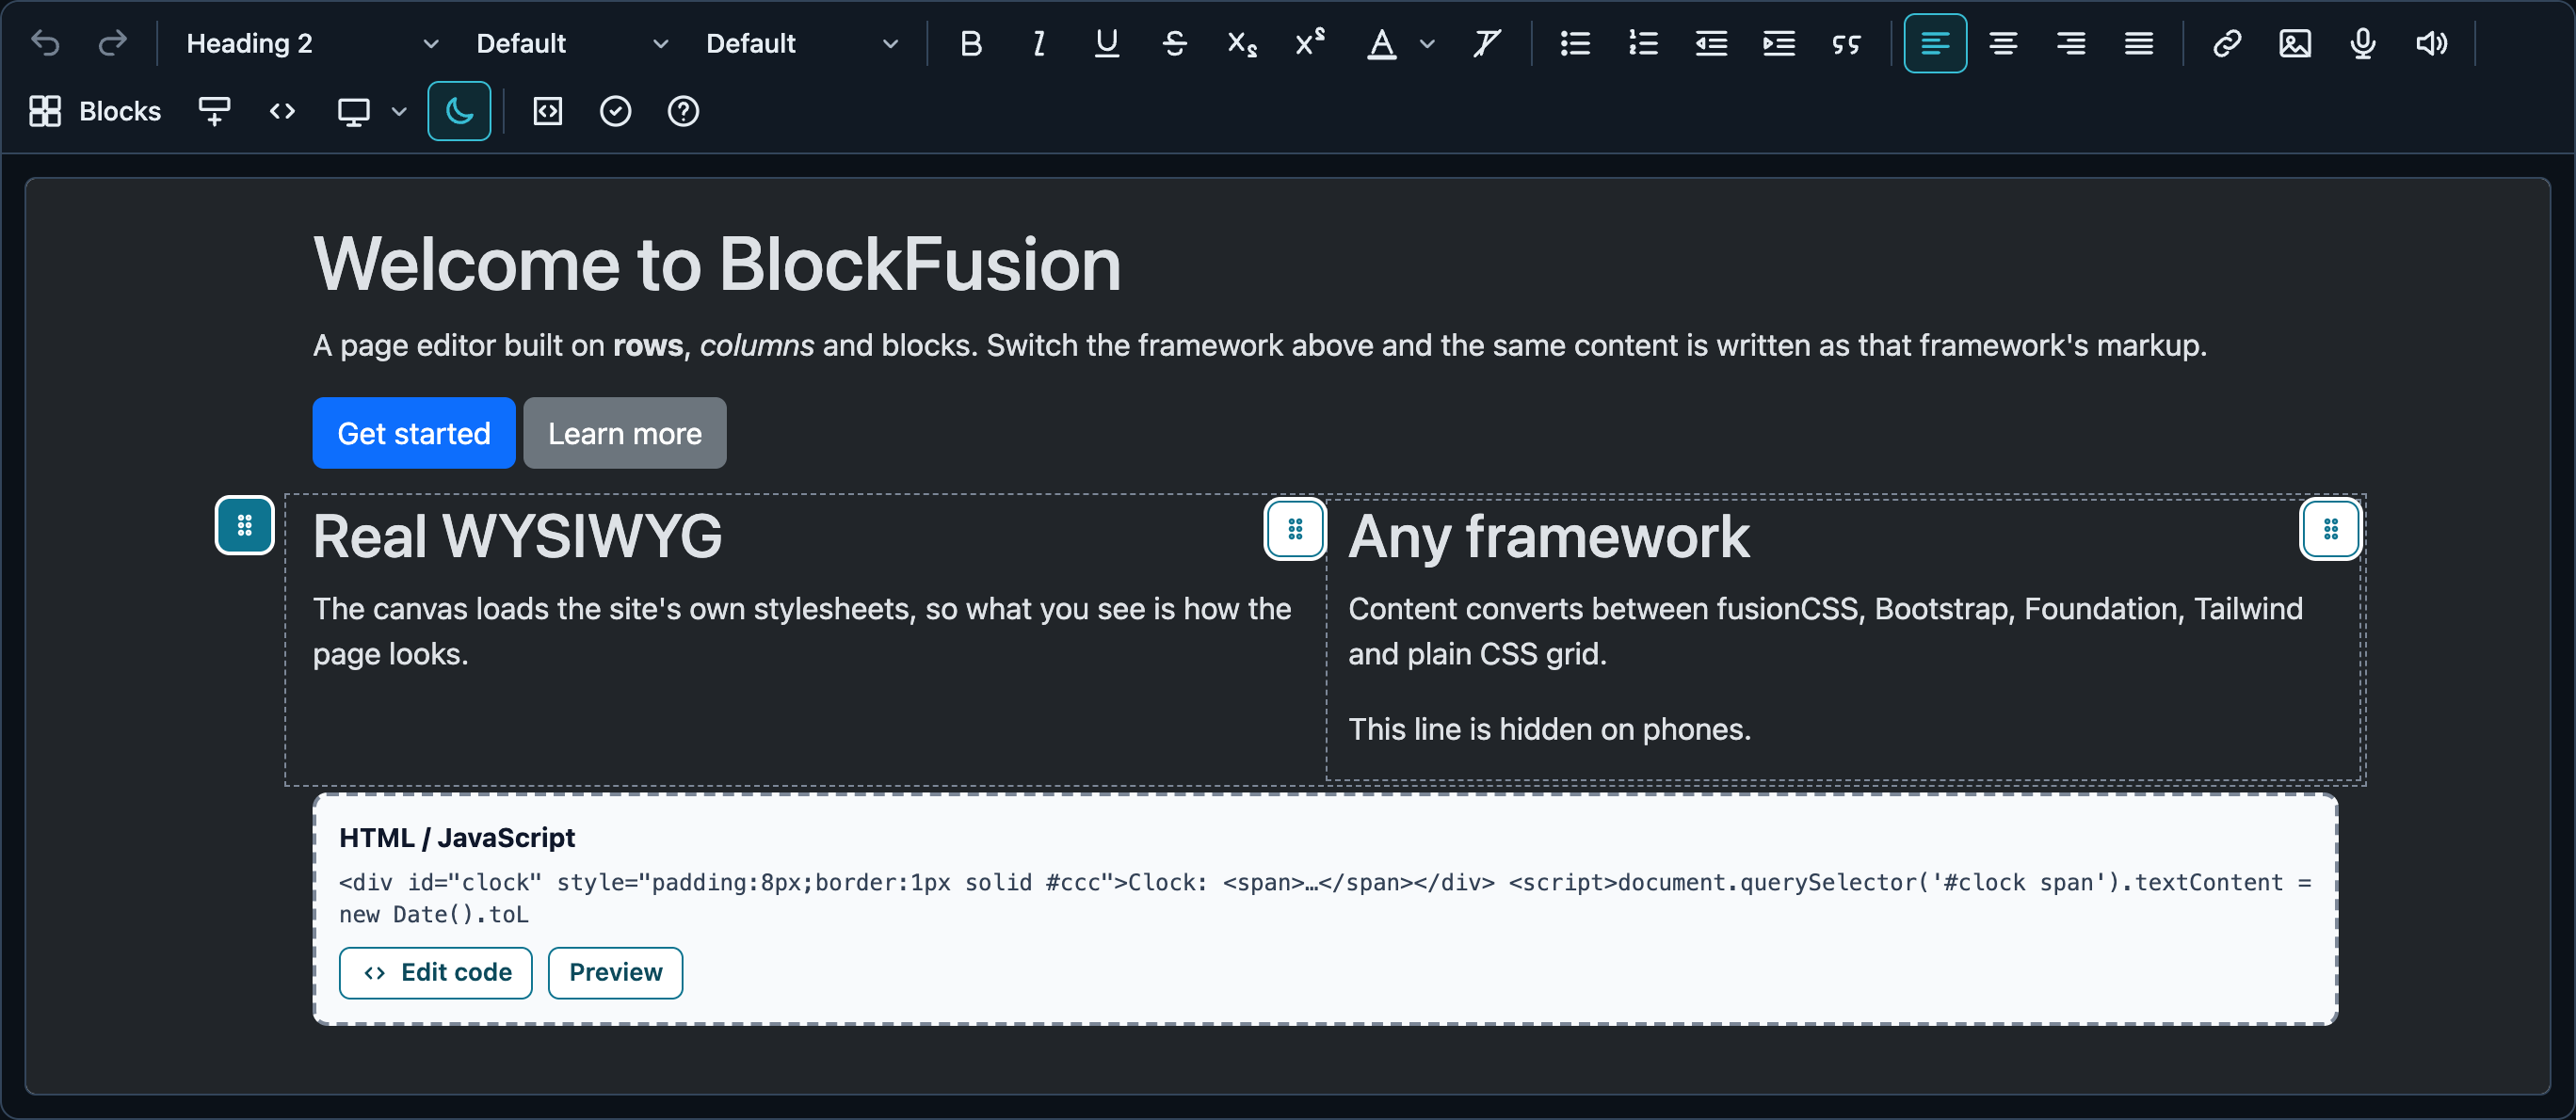 Heading 2 Default Default
Blocks
Welcome to BlockFusion
A page editor built on rows, columns and blocks. Switch the framework above and the same content is written as that framework's markup.
Get started Learn more
Real WYSIWYG
The canvas loads the site's own stylesheets, so what you see is how the
page looks.
Any framework
Content converts between fusionCSS, Bootstrap, Foundation, Tailwind
and plain CSS grid.
This line is hidden on phones.
HTML / JavaScript
<div id="clock" style="padding:8px;border:1px solid #ccc">Clock: <span>…</span></div> <script>document.querySelector('#clock span').textContent =
new Date().toL
Edit code Preview